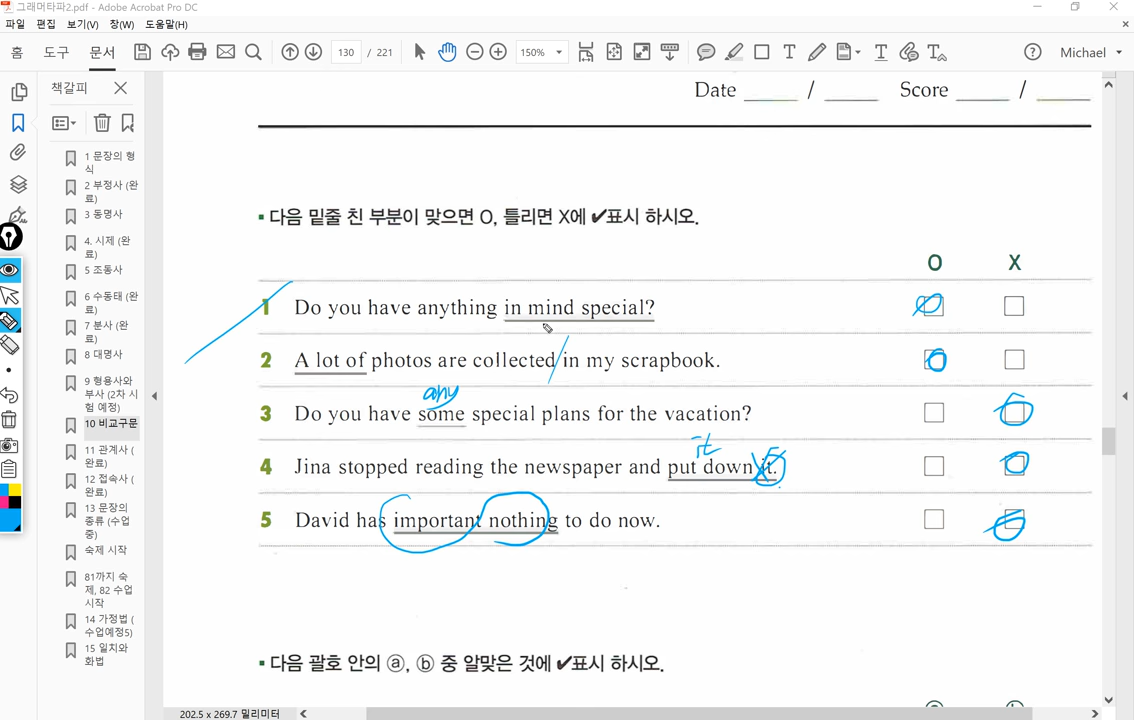 그래머타파2.pdf - Adobe Acrobat Pro DC
파일 편집 보기(V) 창(W) 도움말(H)
홈 도구 문서 130 / 221 150% Michael
책갈피
1 문장의 형식
2 부정사 (완료)
3 동명사
4. 시제 (완료)
5 조동사
6 수동태 (완료)
7 분사 (완료)
8 대명사
9 형용사와 부사 (2차 시험 예정)
10 비교구문
11 관계사 (완료)
12 접속사 (완료)
13 문장의 종류 (수업중)
숙제 시작
81까지 숙제, 82 수업 시작
14 가정법 (수업예정5)
15 일치와 화법
Date ____ / ____ Score ____ / ____
▪ 다음 밑줄 친 부분이 맞으면 O, 틀리면 X에 ✔표시 하시오.
O X
1 Do you have anything in mind special?
2 A lot of photos are collected in my scrapbook.
any
3 Do you have some special plans for the vacation?
it
4 Jina stopped reading the newspaper and put down it.
5 David has important nothing to do now.
▪ 다음 괄호 안의 ⓐ, ⓑ 중 알맞은 것에 ✔표시 하시오.
202.5 x 269.7 밀리미터